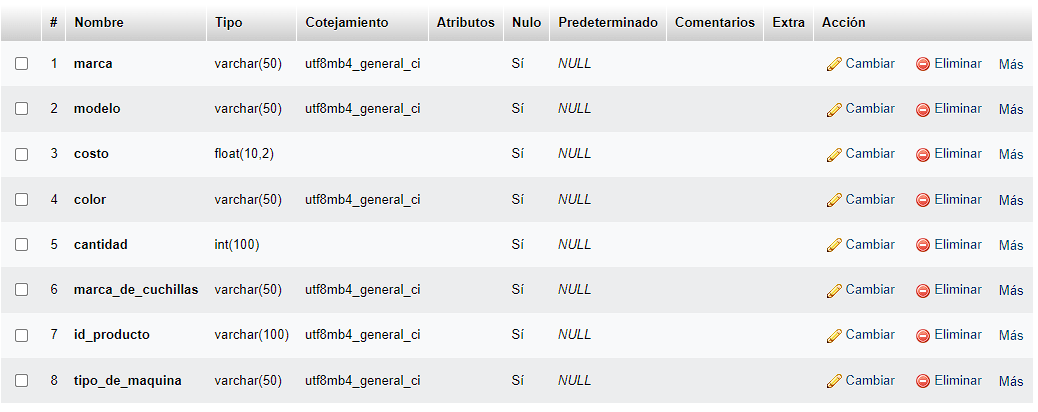 # Nombre Tipo Cotejamiento Atributos Nulo Predeterminado Comentarios Extra Acción
1 marca varchar(50) utf8mb4_general_ci Sí NULL Cambiar Eliminar Más
2 modelo varchar(50) utf8mb4_general_ci Sí NULL Cambiar Eliminar Más
3 costo float(10,2) Sí NULL Cambiar Eliminar Más
4 color varchar(50) utf8mb4_general_ci Sí NULL Cambiar Eliminar Más
5 cantidad int(100) Sí NULL Cambiar Eliminar Más
6 marca_de_cuchillas varchar(50) utf8mb4_general_ci Sí NULL Cambiar Eliminar Más
7 id_producto varchar(100) utf8mb4_general_ci Sí NULL Cambiar Eliminar Más
8 tipo_de_maquina varchar(50) utf8mb4_general_ci Sí NULL Cambiar Eliminar Más